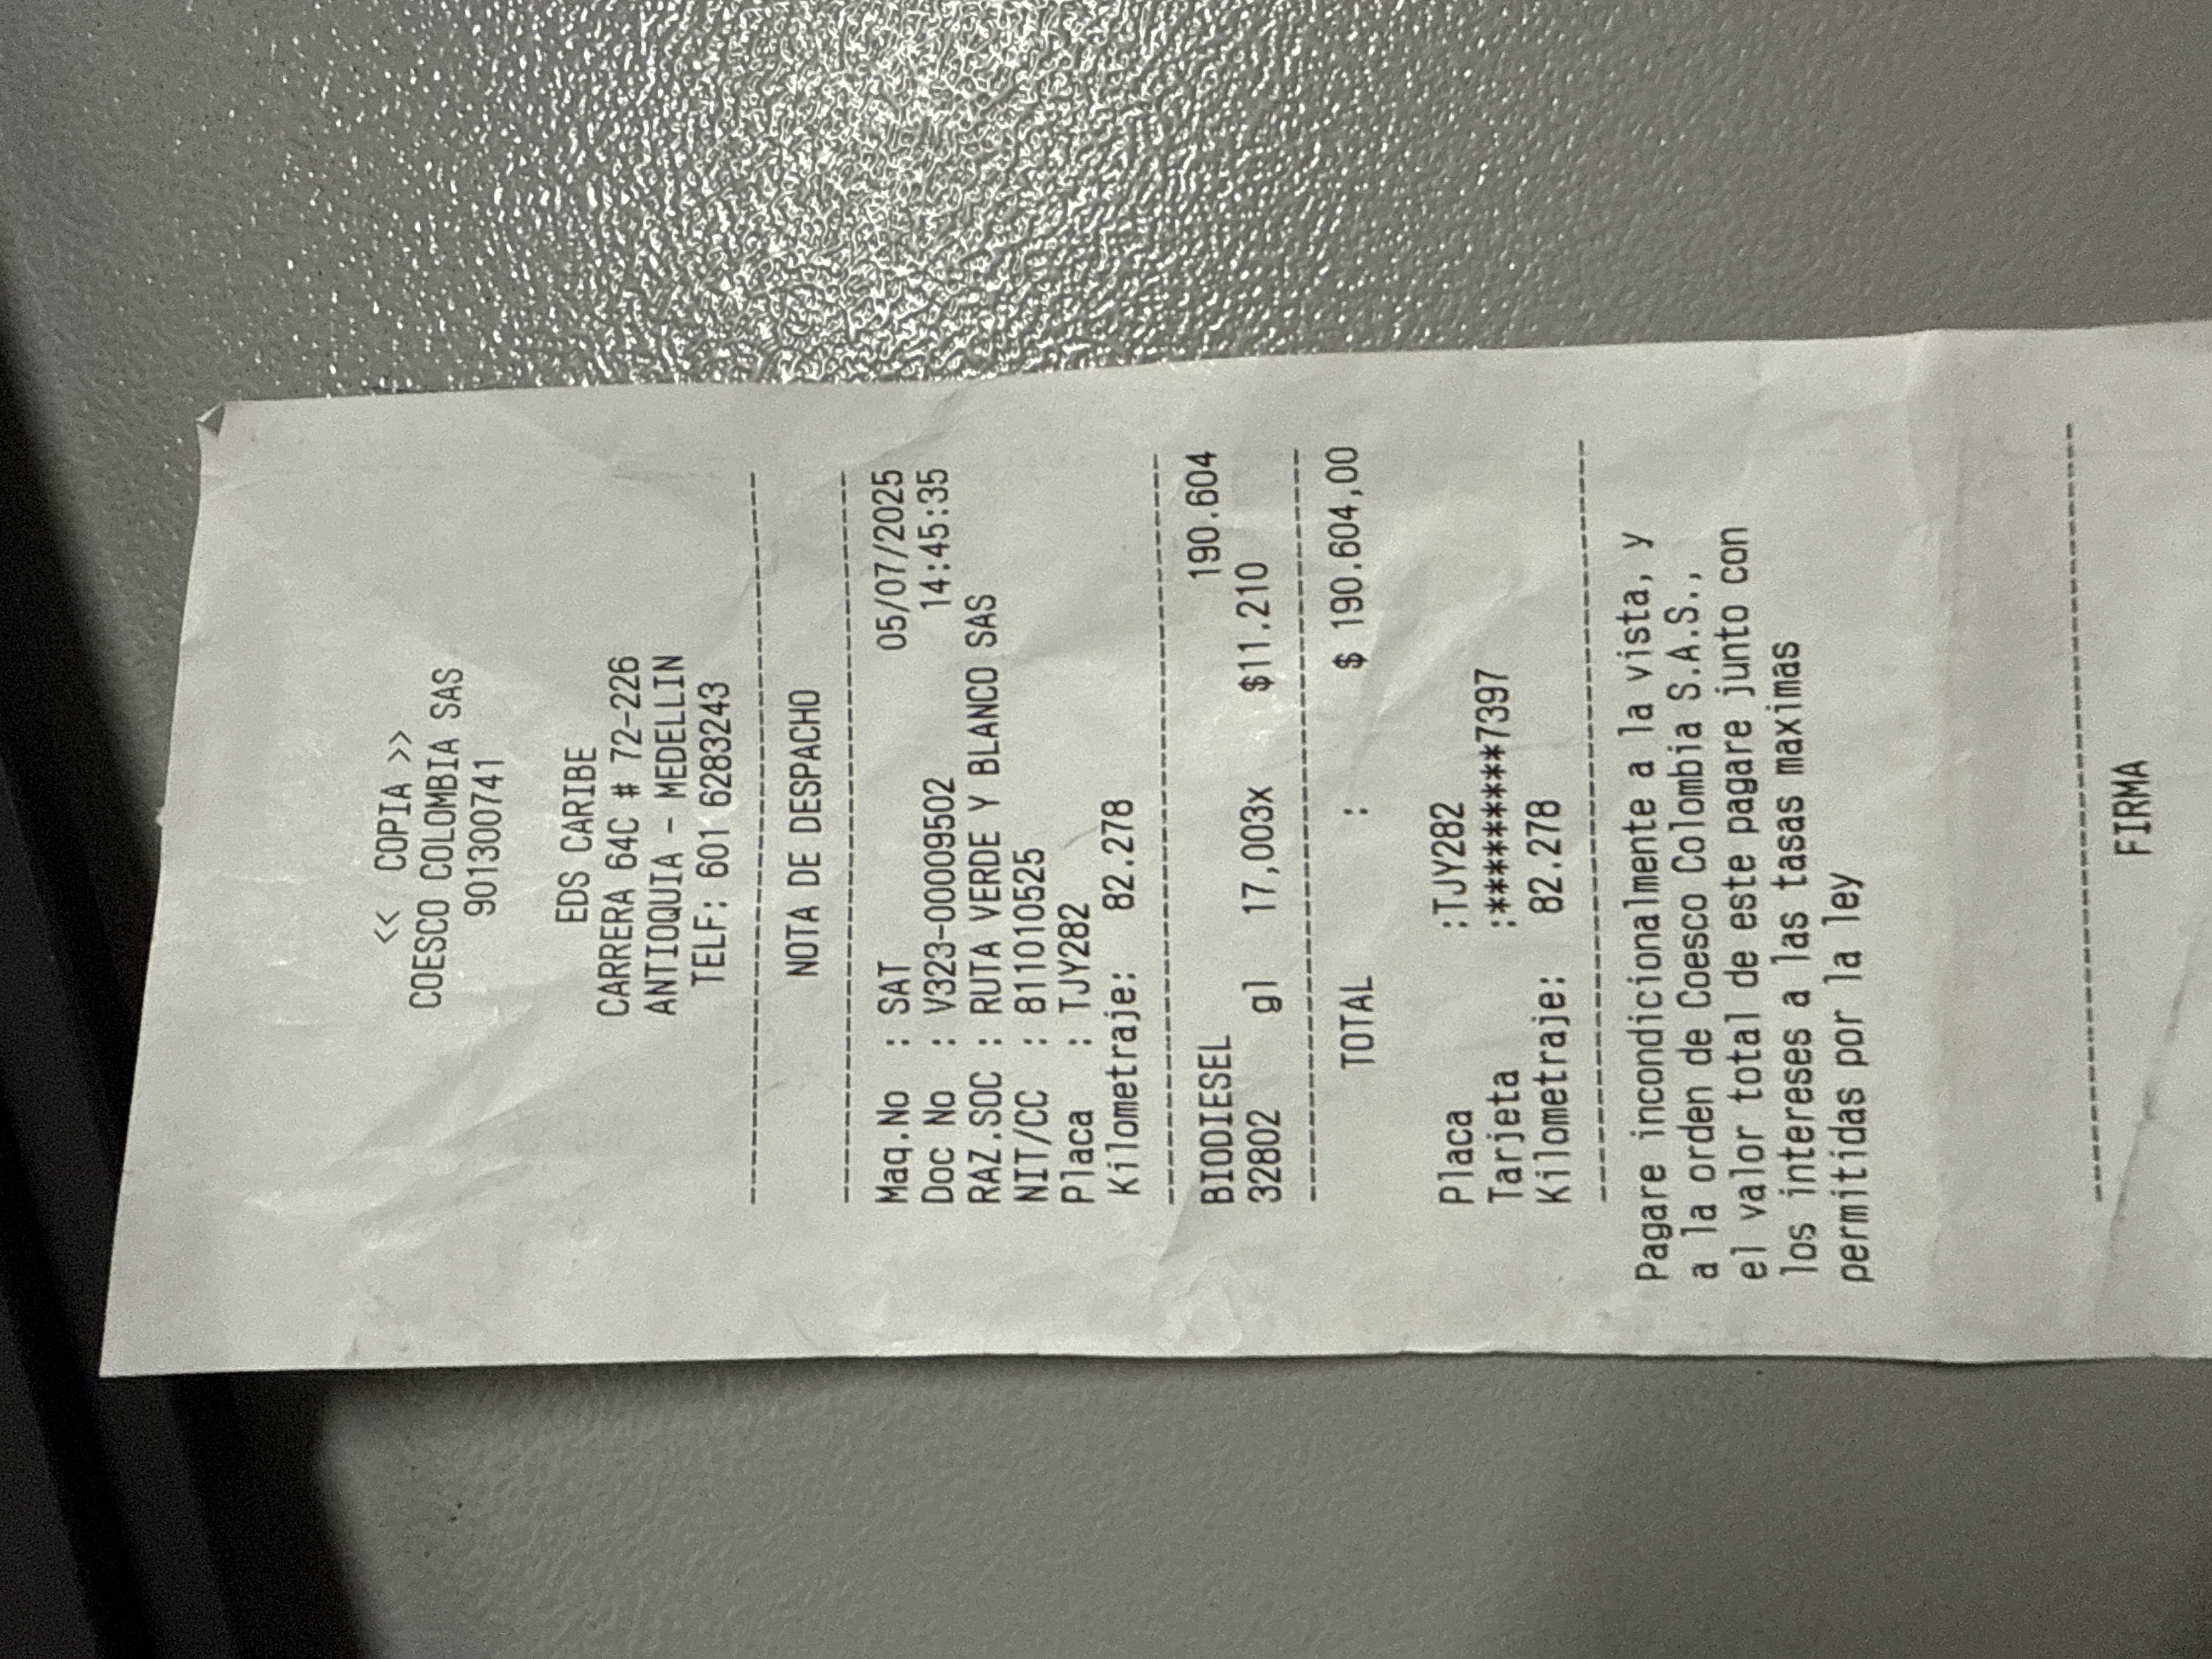 << COPIA >>
COESCO COLOMBIA SAS
901300741
EDS CARIBE
CARRERA 64C # 72-226
ANTIOQUIA - MEDELLIN
TELF: 601 6283243
NOTA DE DESPACHO
Maq.No : SAT 05/07/2025
Doc No : V323-00009502 14:45:35
RAZ.SOC : RUTA VERDE Y BLANCO SAS
NIT/CC : 811010525
Placa : TJY282
Kilometraje: 82.278
BIODIESEL 190.604
32802 gl 17,003x $11.210
TOTAL : $ 190.604,00
Placa :TJY282
Tarjeta :********7397
Kilometraje: 82.278
Pagare incondicionalmente a la vista, y
a la orden de Coesco Colombia S.A.S.,
el valor total de este pagare junto con
los intereses a las tasas maximas
permitidas por la ley
FIRMA